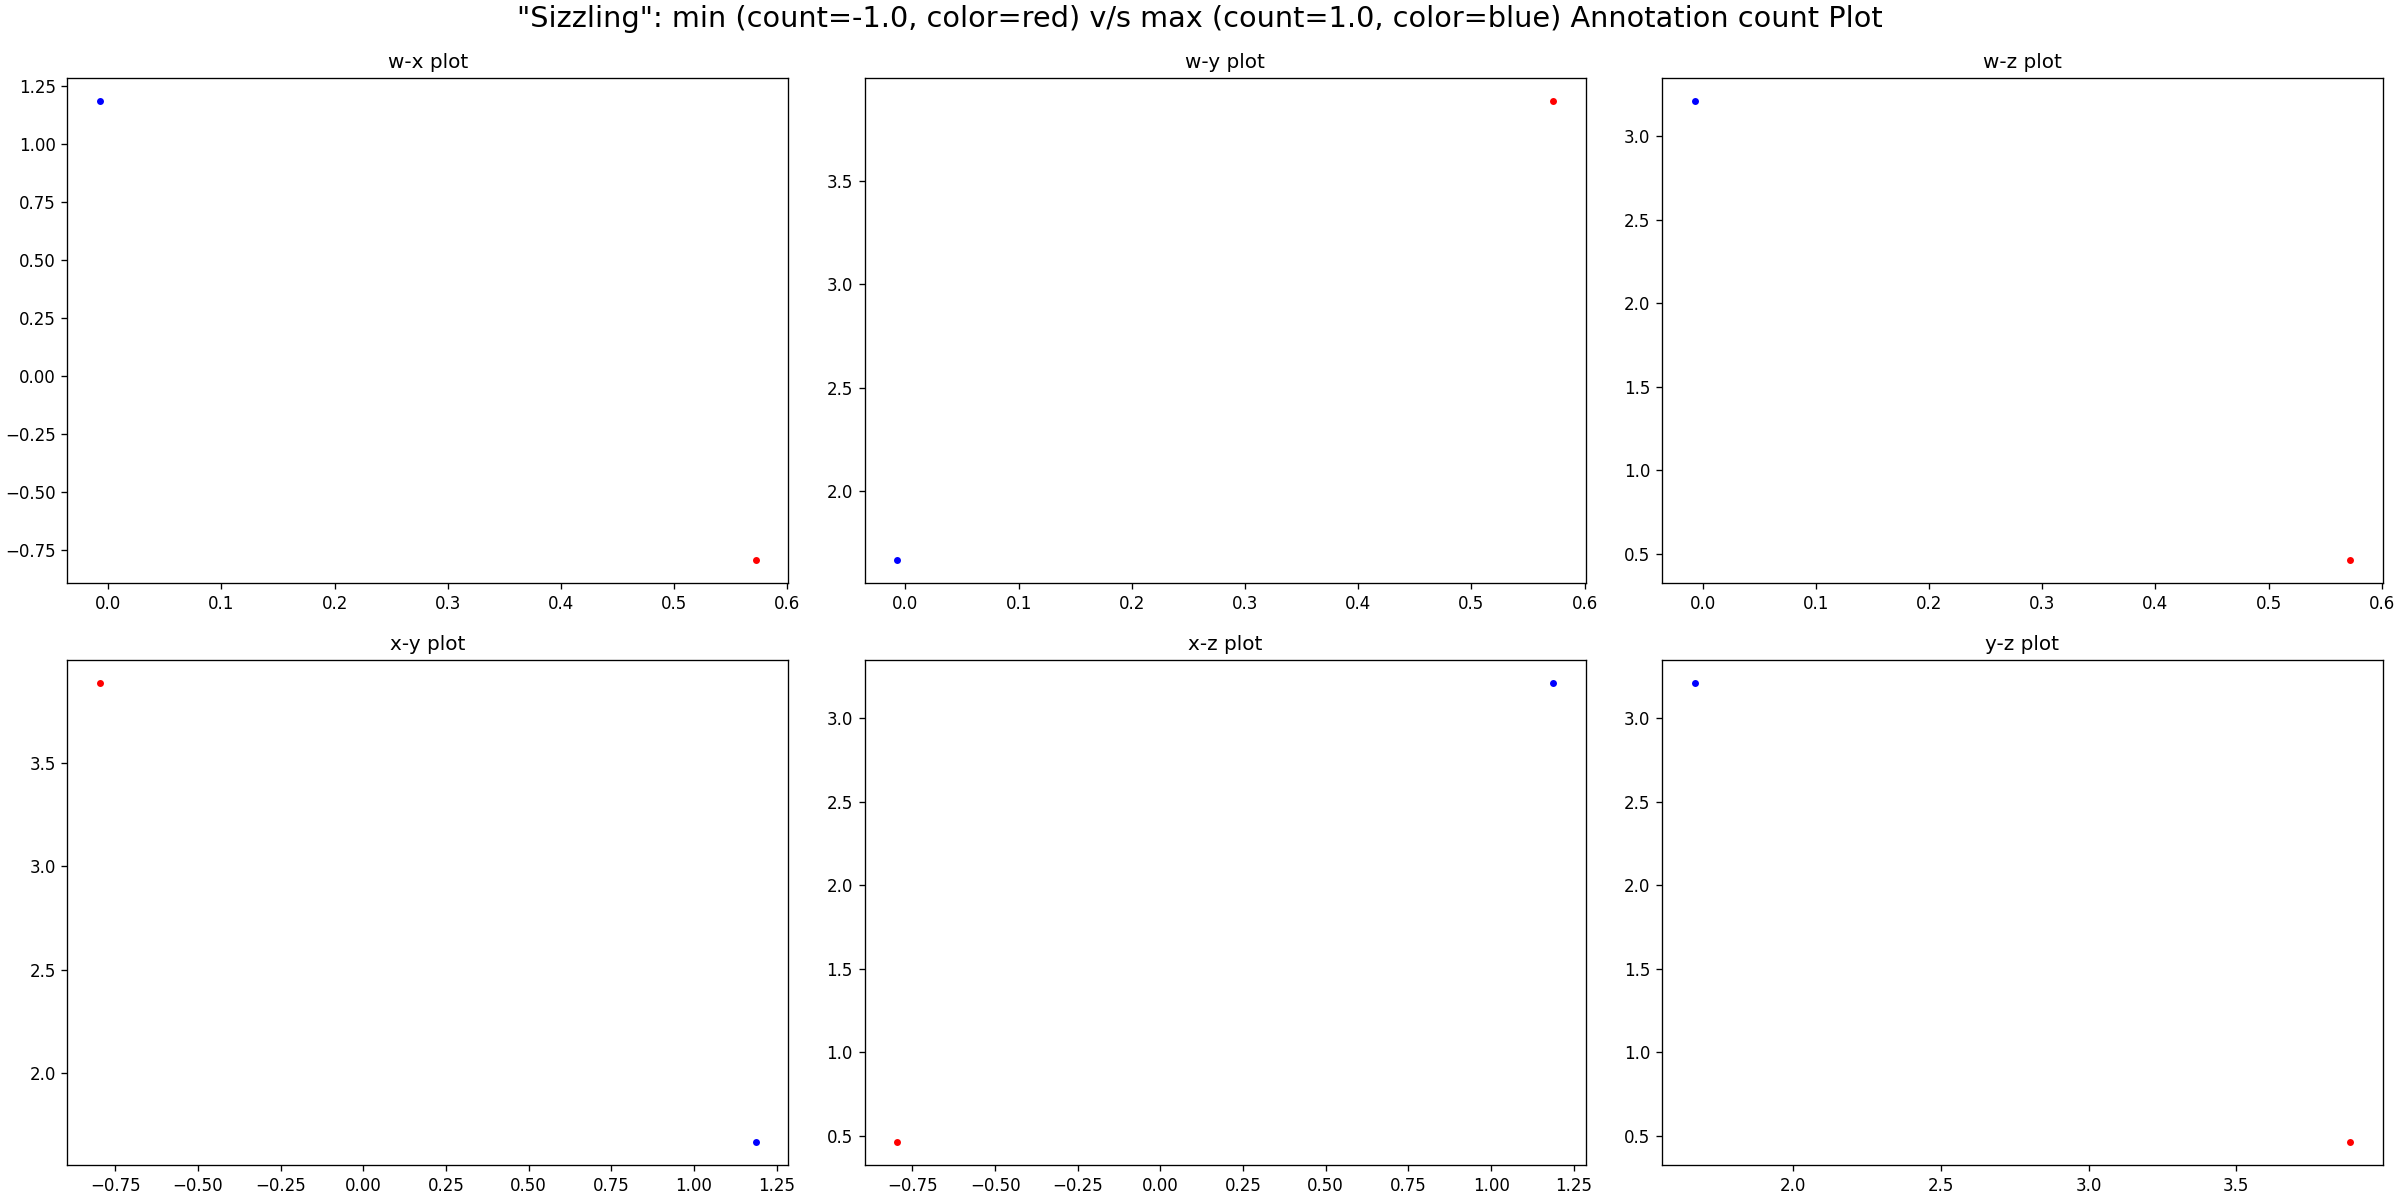 "Sizzling": min (count=-1.0, color=red) v/s max (count=1.0, color=blue) Annotation count Plot
w-x plot
1.25
1.00
0.75
0.50
0.25
0.00
−0.25
−0.50
−0.75
0.0 0.1 0.2 0.3 0.4 0.5 0.6
w-y plot
3.5
3.0
2.5
2.0
0.0 0.1 0.2 0.3 0.4 0.5 0.6
w-z plot
3.0
2.5
2.0
1.5
1.0
0.5
0.0 0.1 0.2 0.3 0.4 0.5 0.6
x-y plot
3.5
3.0
2.5
2.0
−0.75 −0.50 −0.25 0.00 0.25 0.50 0.75 1.00 1.25
x-z plot
3.0
2.5
2.0
1.5
1.0
0.5
−0.75 −0.50 −0.25 0.00 0.25 0.50 0.75 1.00 1.25
y-z plot
3.0
2.5
2.0
1.5
1.0
0.5
2.0 2.5 3.0 3.5